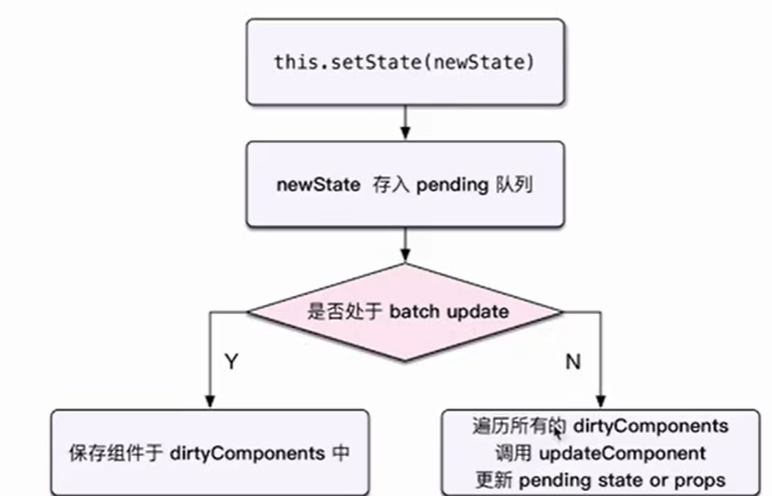 this.setState(newState)
newState 存入 pending 队列
是否处于 batch update
Y
N
保存组件于 dirtyComponents 中
遍历所有的 dirtyComponents
调用 updateComponent
更新 pending state or props